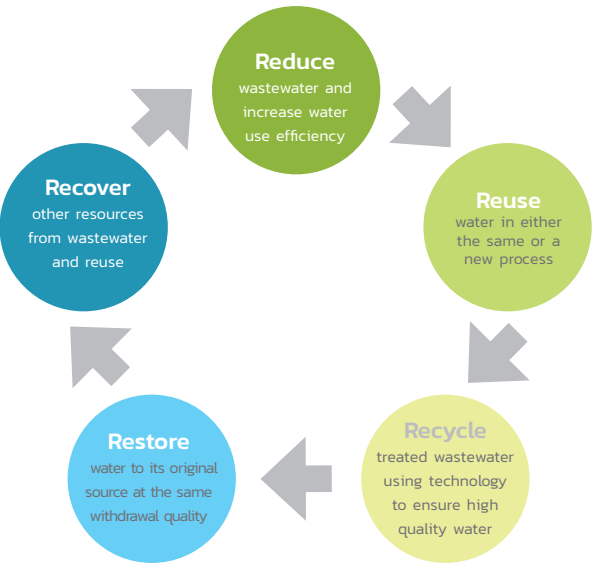 Reduce
wastewater and
increase water
use efficiency
Reuse
water in either
the same or a
new process
Recycle
treated wastewater
using technology
to ensure high
quality water
Restore
water to its original
source at the same
withdrawal quality
Recover
other resources
from wastewater
and reuse